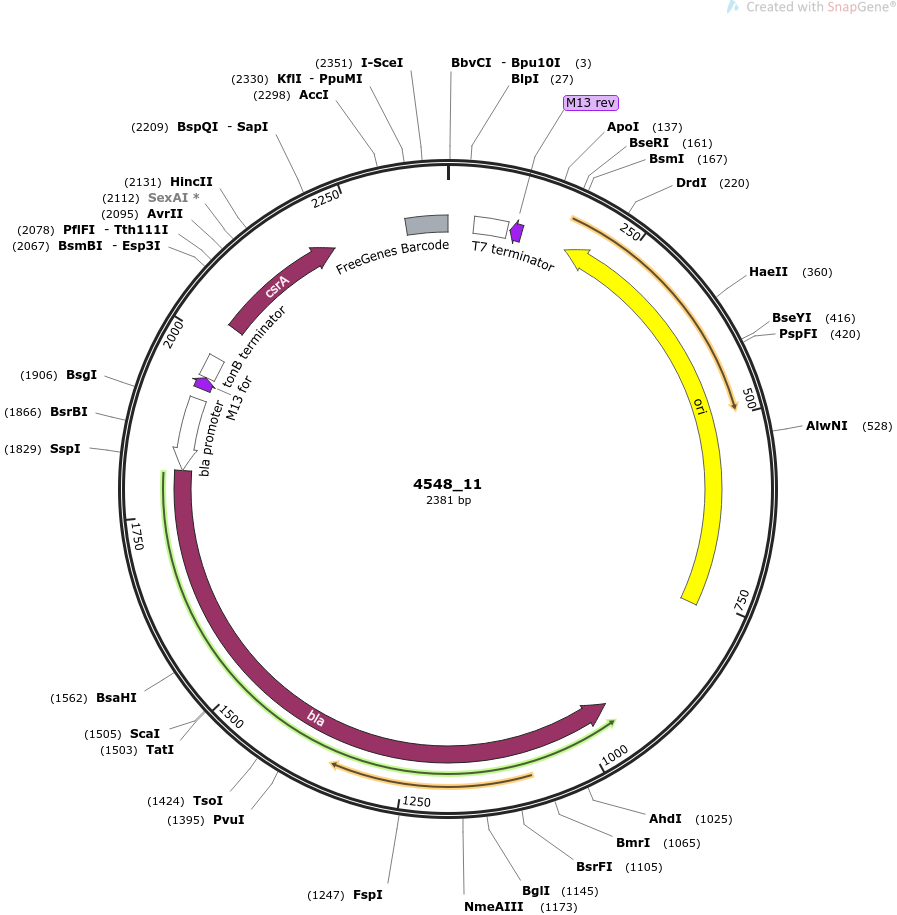 Created with SnapGene®
(2351) I-SceI
BbvCI - Bpu10I (3)
(2330) KflI - PpuMI
BlpI (27)
(2298) AccI
M13 rev
(2209) BspQI - SapI
ApoI (137)
BseRI (161)
BsmI (167)
(2131) HincII
DrdI (220)
(2112) SexAI *
(2095) AvrII
(2078) PflFI - Tth111I
(2067) BsmBI - Esp3I
2250
250
FreeGenes Barcode
T7 terminator
HaeII (360)
csrA
BseYI (416)
PspFI (420)
2000
tonB terminator
(1906) BsgI
M13 for
500
ori
(1866) BsrBI
AlwNI (528)
bla promoter
(1829) SspI
4548_11
2381 bp
1750
750
(1562) BsaHI
bla
1500
(1505) ScaI
(1503) TatI
1000
(1424) TsoI
1250
(1395) PvuI
AhdI (1025)
BmrI (1065)
BsrFI (1105)
(1247) FspI
BglI (1145)
NmeAIII (1173)